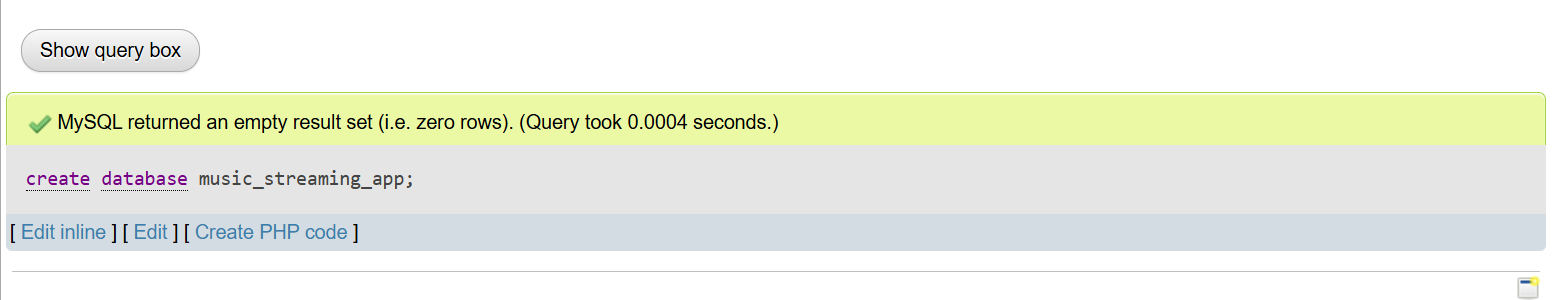 Show query box
MySQL returned an empty result set (i.e. zero rows). (Query took 0.0004 seconds.)
create database music_streaming_app;
[ Edit inline ] [ Edit ] [ Create PHP code ]